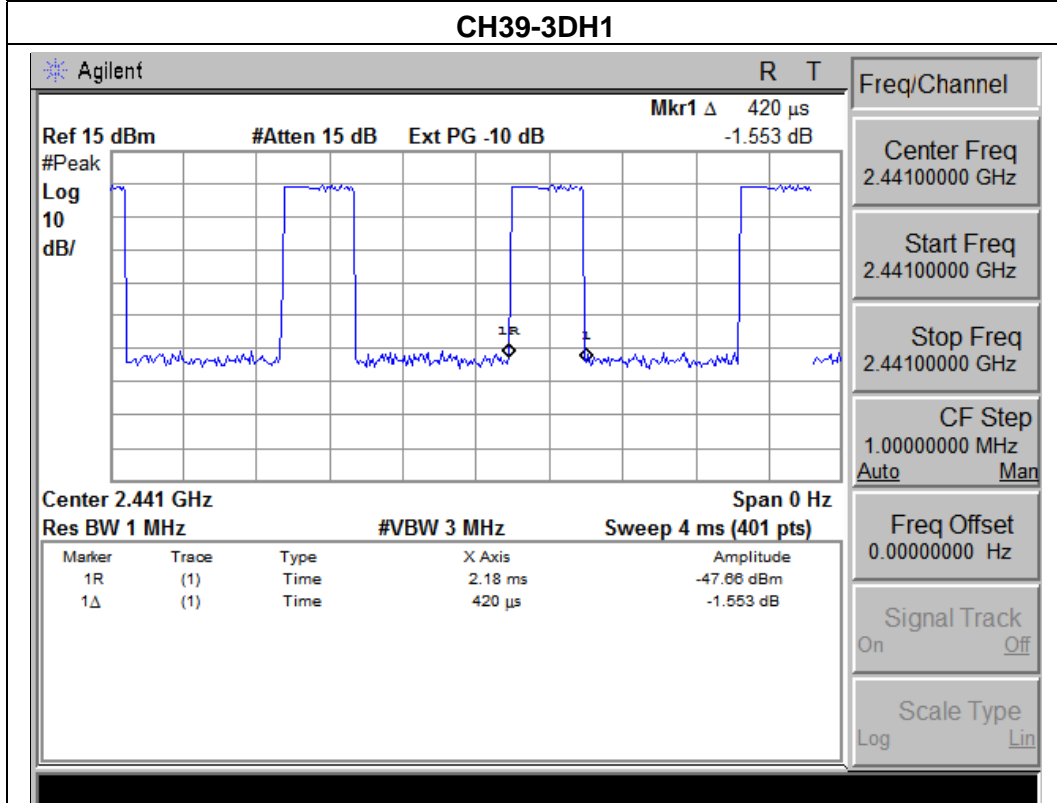 CH39-3DH1
Agilent R T
Mkr1 Δ 420 µs
Ref 15 dBm #Atten 15 dB Ext PG -10 dB -1.553 dB
#Peak
Log
10
dB/
1R
1
Center 2.441 GHz Span 0 Hz
Res BW 1 MHz #VBW 3 MHz Sweep 4 ms (401 pts)
Marker Trace Type X Axis Amplitude
1R (1) Time 2.18 ms -47.66 dBm
1Δ (1) Time 420 µs -1.553 dB
Freq/Channel
Center Freq
2.44100000 GHz
Start Freq
2.44100000 GHz
Stop Freq
2.44100000 GHz
CF Step
1.00000000 MHz
Auto Man
Freq Offset
0.00000000 Hz
Signal Track
On Off
Scale Type
Log Lin